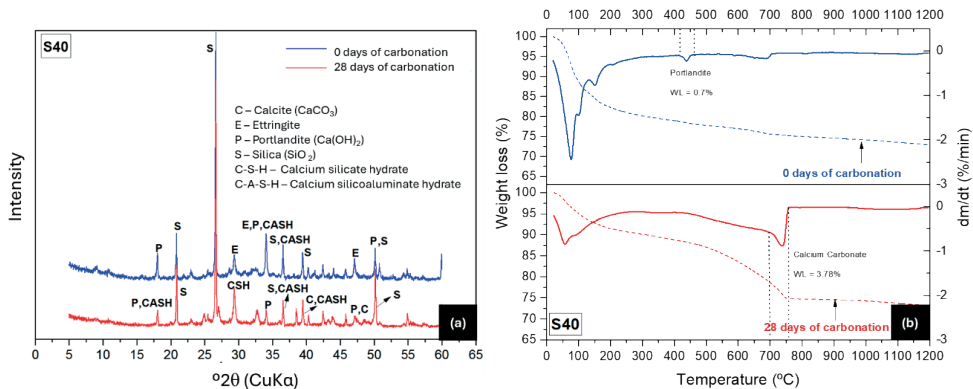 S40
0 days of carbonation
28 days of carbonation
C – Calcite (CaCO3)
E – Ettringite
P – Portlandite (Ca(OH)2)
S – Silica (SiO2)
C-S-H – Calcium silicate hydrate
C-A-S-H – Calcium silicoaluminate hydrate
S
P
S
E
E,P,CASH
S,CASH
S
E
P,S
P,CASH
S
CSH
P
S,CASH
C,CASH
P,C
S
(a)
Intensity
0 5 10 15 20 25 30 35 40 45 50 55 60 65
º2θ (CuKα)
0 100 200 300 400 500 600 700 800 900 1000 1100 1200
100
95
90
85
80
75
70
65
0
-1
-2
-3
Portlandite
WL = 0.7%
0 days of carbonation
Weight loss (%)
dm/dt (%/min)
100
95
90
85
80
75
70
65
0
-1
-2
-3
Calcium Carbonate
WL = 3.78%
28 days of carbonation
S40
(b)
0 100 200 300 400 500 600 700 800 900 1000 1100 1200
Temperature (ºC)